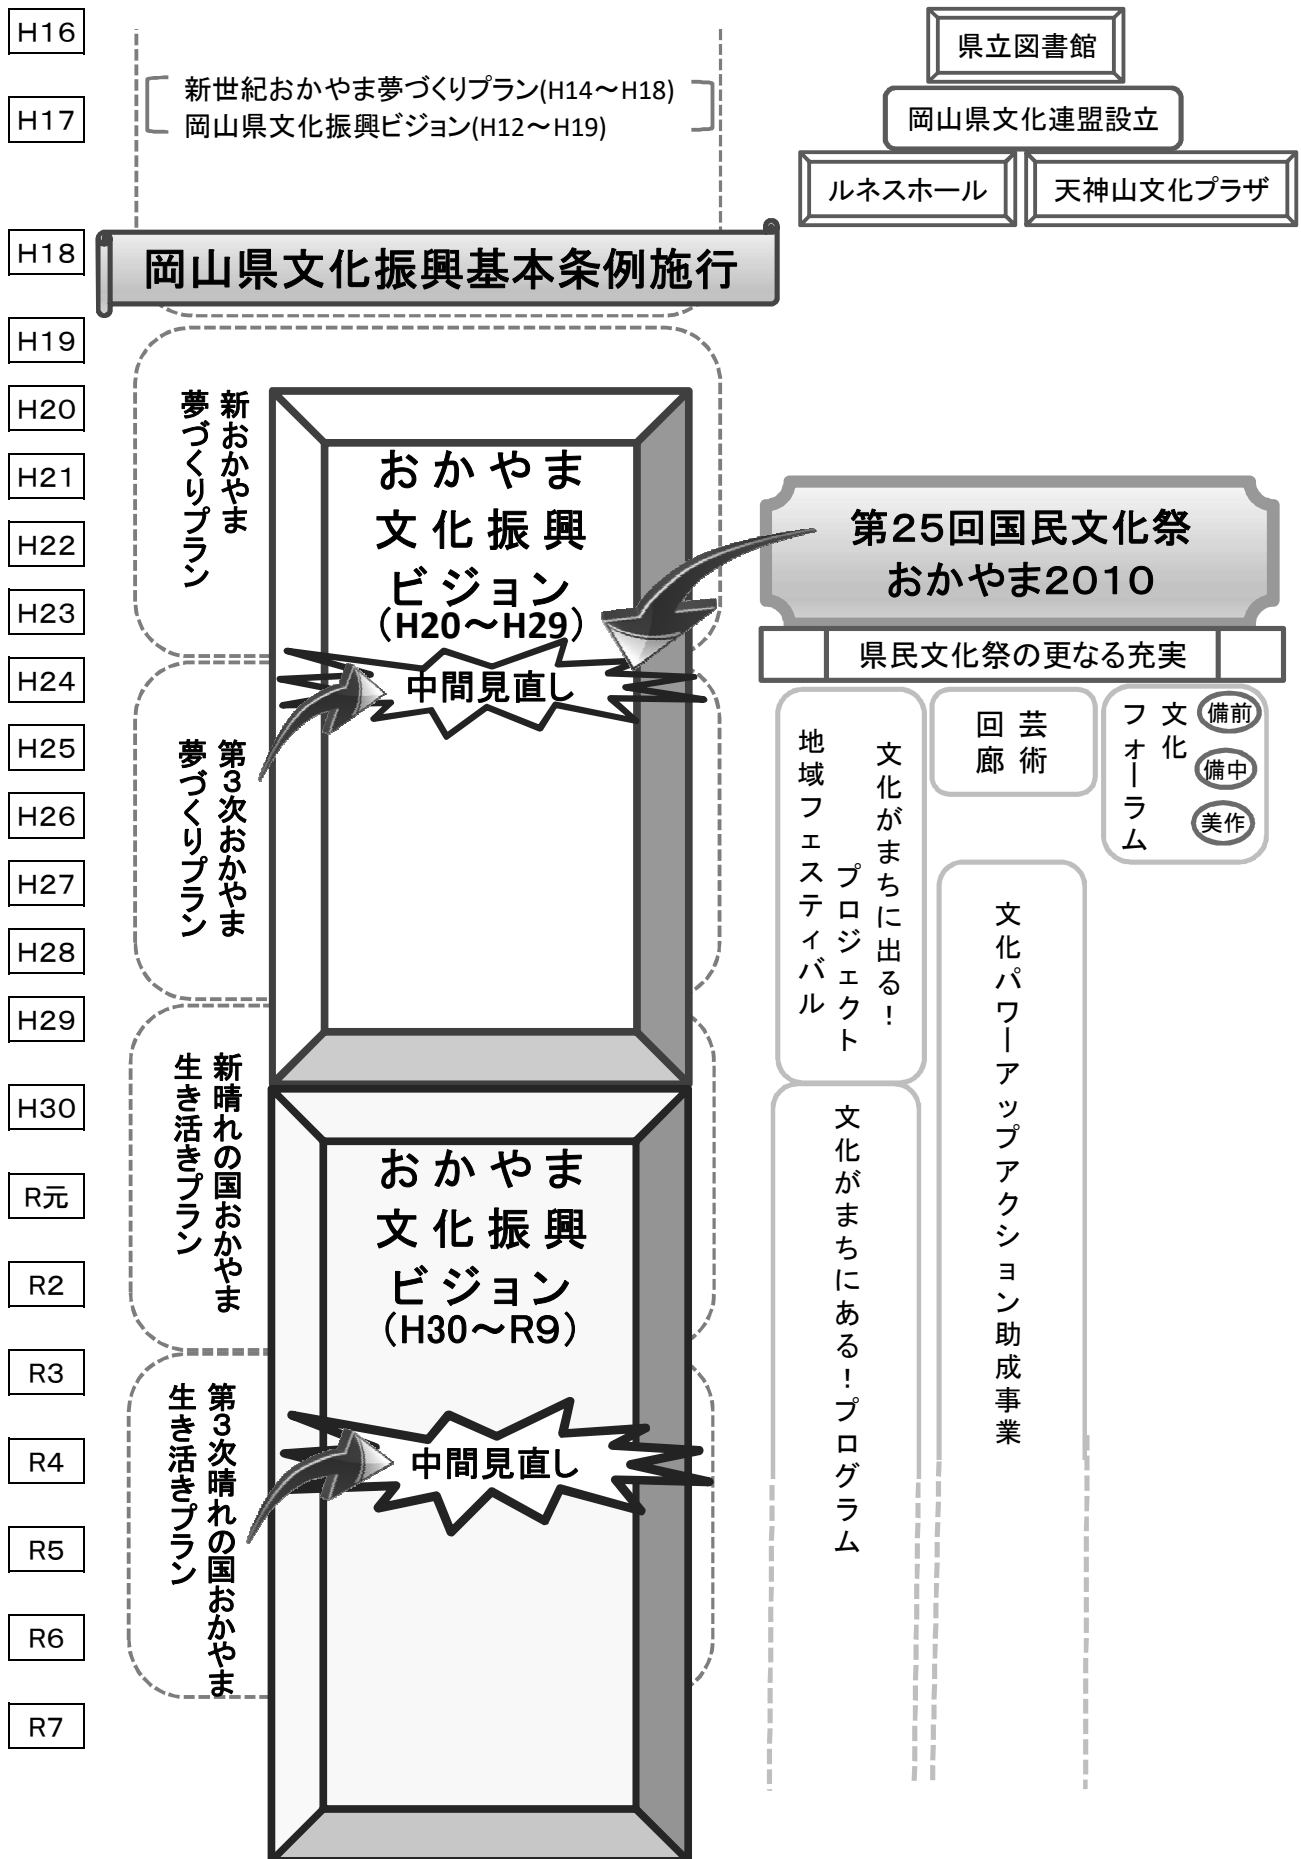 H16
H17
H18
H19
H20
H21
H22
H23
H24
H25
H26
H27
H28
H29
H30
R元
R2
R3
R4
R5
R6
R7
新世紀おかやま夢づくりプラン(H14～H18)
岡山県文化振興ビジョン(H12～H19)
県立図書館
岡山県文化連盟設立
ルネスホール
天神山文化プラザ
岡山県文化振興基本条例施行
新おかやま
夢づくりプラン
おかやま
文化振興
ビジョン
（H20～H29）
中間見直し
第25回国民文化祭
おかやま2010
県民文化祭の更なる充実
第3次おかやま
夢づくりプラン
文化がまちに出る！
プロジェクト
地域フェスティバル
芸術
回廊
文化
フォーラム
備前
備中
美作
文化パワーアップアクション助成事業
新晴れの国おかやま
生き活きプラン
おかやま
文化振興
ビジョン
（H30～R9）
文化がまちにある！プログラム
第3次晴れの国おかやま
生き活きプラン
中間見直し